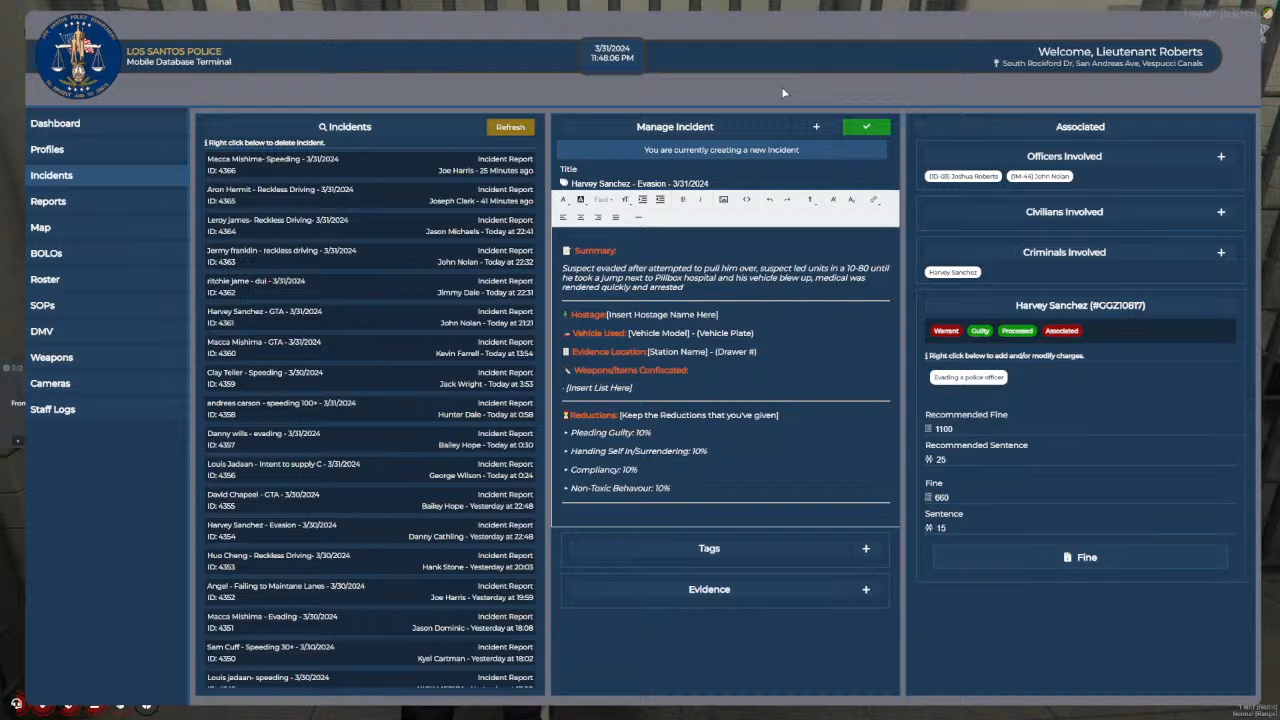 LOS SANTOS POLICE
Mobile Database Terminal
3/31/2024
11:48:06 PM
Welcome, Lieutenant Roberts
South Rockford Dr, San Andreas Ave, Vespucci Canals
Dashboard
Profiles
Incidents
Reports
Map
BOLOs
Roster
SOPs
DMV
Weapons
Cameras
Staff Logs
Incidents
Refresh
Right click below to delete incident.
Macca Mishima- Speeding - 3/31/2024 Incident Report
ID: 4366 Joe Harris - 25 Minutes ago
Aron Hermit - Reckless Driving - 3/31/2024 Incident Report
ID: 4365 Joseph Clark - 41 Minutes ago
Leroy james- Reckless Driving- 3/31/2024 Incident Report
ID: 4364 Jason Michaels - Today at 22:41
Jermy franklin - reckless driving - 3/31/2024 Incident Report
ID: 4363 John Nolan - Today at 22:32
ritchie jame - dui - 3/31/2024 Incident Report
ID: 4362 Jimmy Dale - Today at 22:31
Harvey Sanchez - GTA - 3/31/2024 Incident Report
ID: 4361 John Nolan - Today at 21:21
Macca Mishima - GTA - 3/31/2024 Incident Report
ID: 4360 Kevin Farrell - Today at 13:54
Clay Teller - Speeding - 3/30/2024 Incident Report
ID: 4359 Jack Wright - Today at 3:53
andreas carson - speeding 100+ - 3/31/2024 Incident Report
ID: 4358 Hunter Dale - Today at 0:58
Danny wills - evading - 3/31/2024 Incident Report
ID: 4357 Bailey Hope - Today at 0:30
Louis Jadaan - Intent to supply C - 3/31/2024 Incident Report
ID: 4356 George Wilson - Today at 0:24
David Chapeel - GTA - 3/30/2024 Incident Report
ID: 4355 Bailey Hope - Yesterday at 22:48
Harvey Sanchez - Evasion - 3/30/2024 Incident Report
ID: 4354 Danny Cathling - Yesterday at 22:48
Huo Cheng - Reckless Driving- 3/30/2024 Incident Report
ID: 4353 Hank Stone - Yesterday at 20:03
Angel - Failing to Maintane Lanes - 3/30/2024 Incident Report
ID: 4352 Joe Harris - Yesterday at 19:59
Macca Mishima - Evading - 3/30/2024 Incident Report
ID: 4351 Jason Dominic - Yesterday at 18:08
Sam Cuff - Speeding 30+ - 3/30/2024 Incident Report
ID: 4350 Kyel Cartman - Yesterday at 18:02
Louis jadaan- speeding - 3/30/2024 Incident Report
Manage Incident
You are currently creating a new Incident
Title
Harvey Sanchez - Evasion - 3/31/2024
Font
Summary:
Suspect evaded after attempted to pull him over, suspect led units in a 10-80 until
he took a jump next to Pillbox hospital and his vehicle blew up, medical was
rendered quickly and arrested
Hostage:[Insert Hostage Name Here]
Vehicle Used: [Vehicle Model] - (Vehicle Plate)
Evidence Location:[Station Name] - (Drawer #)
Weapons/Items Confiscated:
- [Insert List Here]
Reductions: [Keep the Reductions that you've given]
Pleading Guilty: 10%
Handing Self In/Surrendering: 10%
Compliancy: 10%
Non-Toxic Behavour: 10%
Tags
Evidence
Associated
Officers Involved
(1D-03) Joshua Roberts (1M-44) John Nolan
Civilians Involved
Criminals Involved
Harvey Sanchez
Harvey Sanchez (#GGZ10817)
Warrant Guilty Processed Associated
Right click below to add and/or modify charges.
Evading a police officer
Recommended Fine
1100
Recommended Sentence
25
Fine
660
Sentence
15
Fine
2/2
From
Normal [Range]